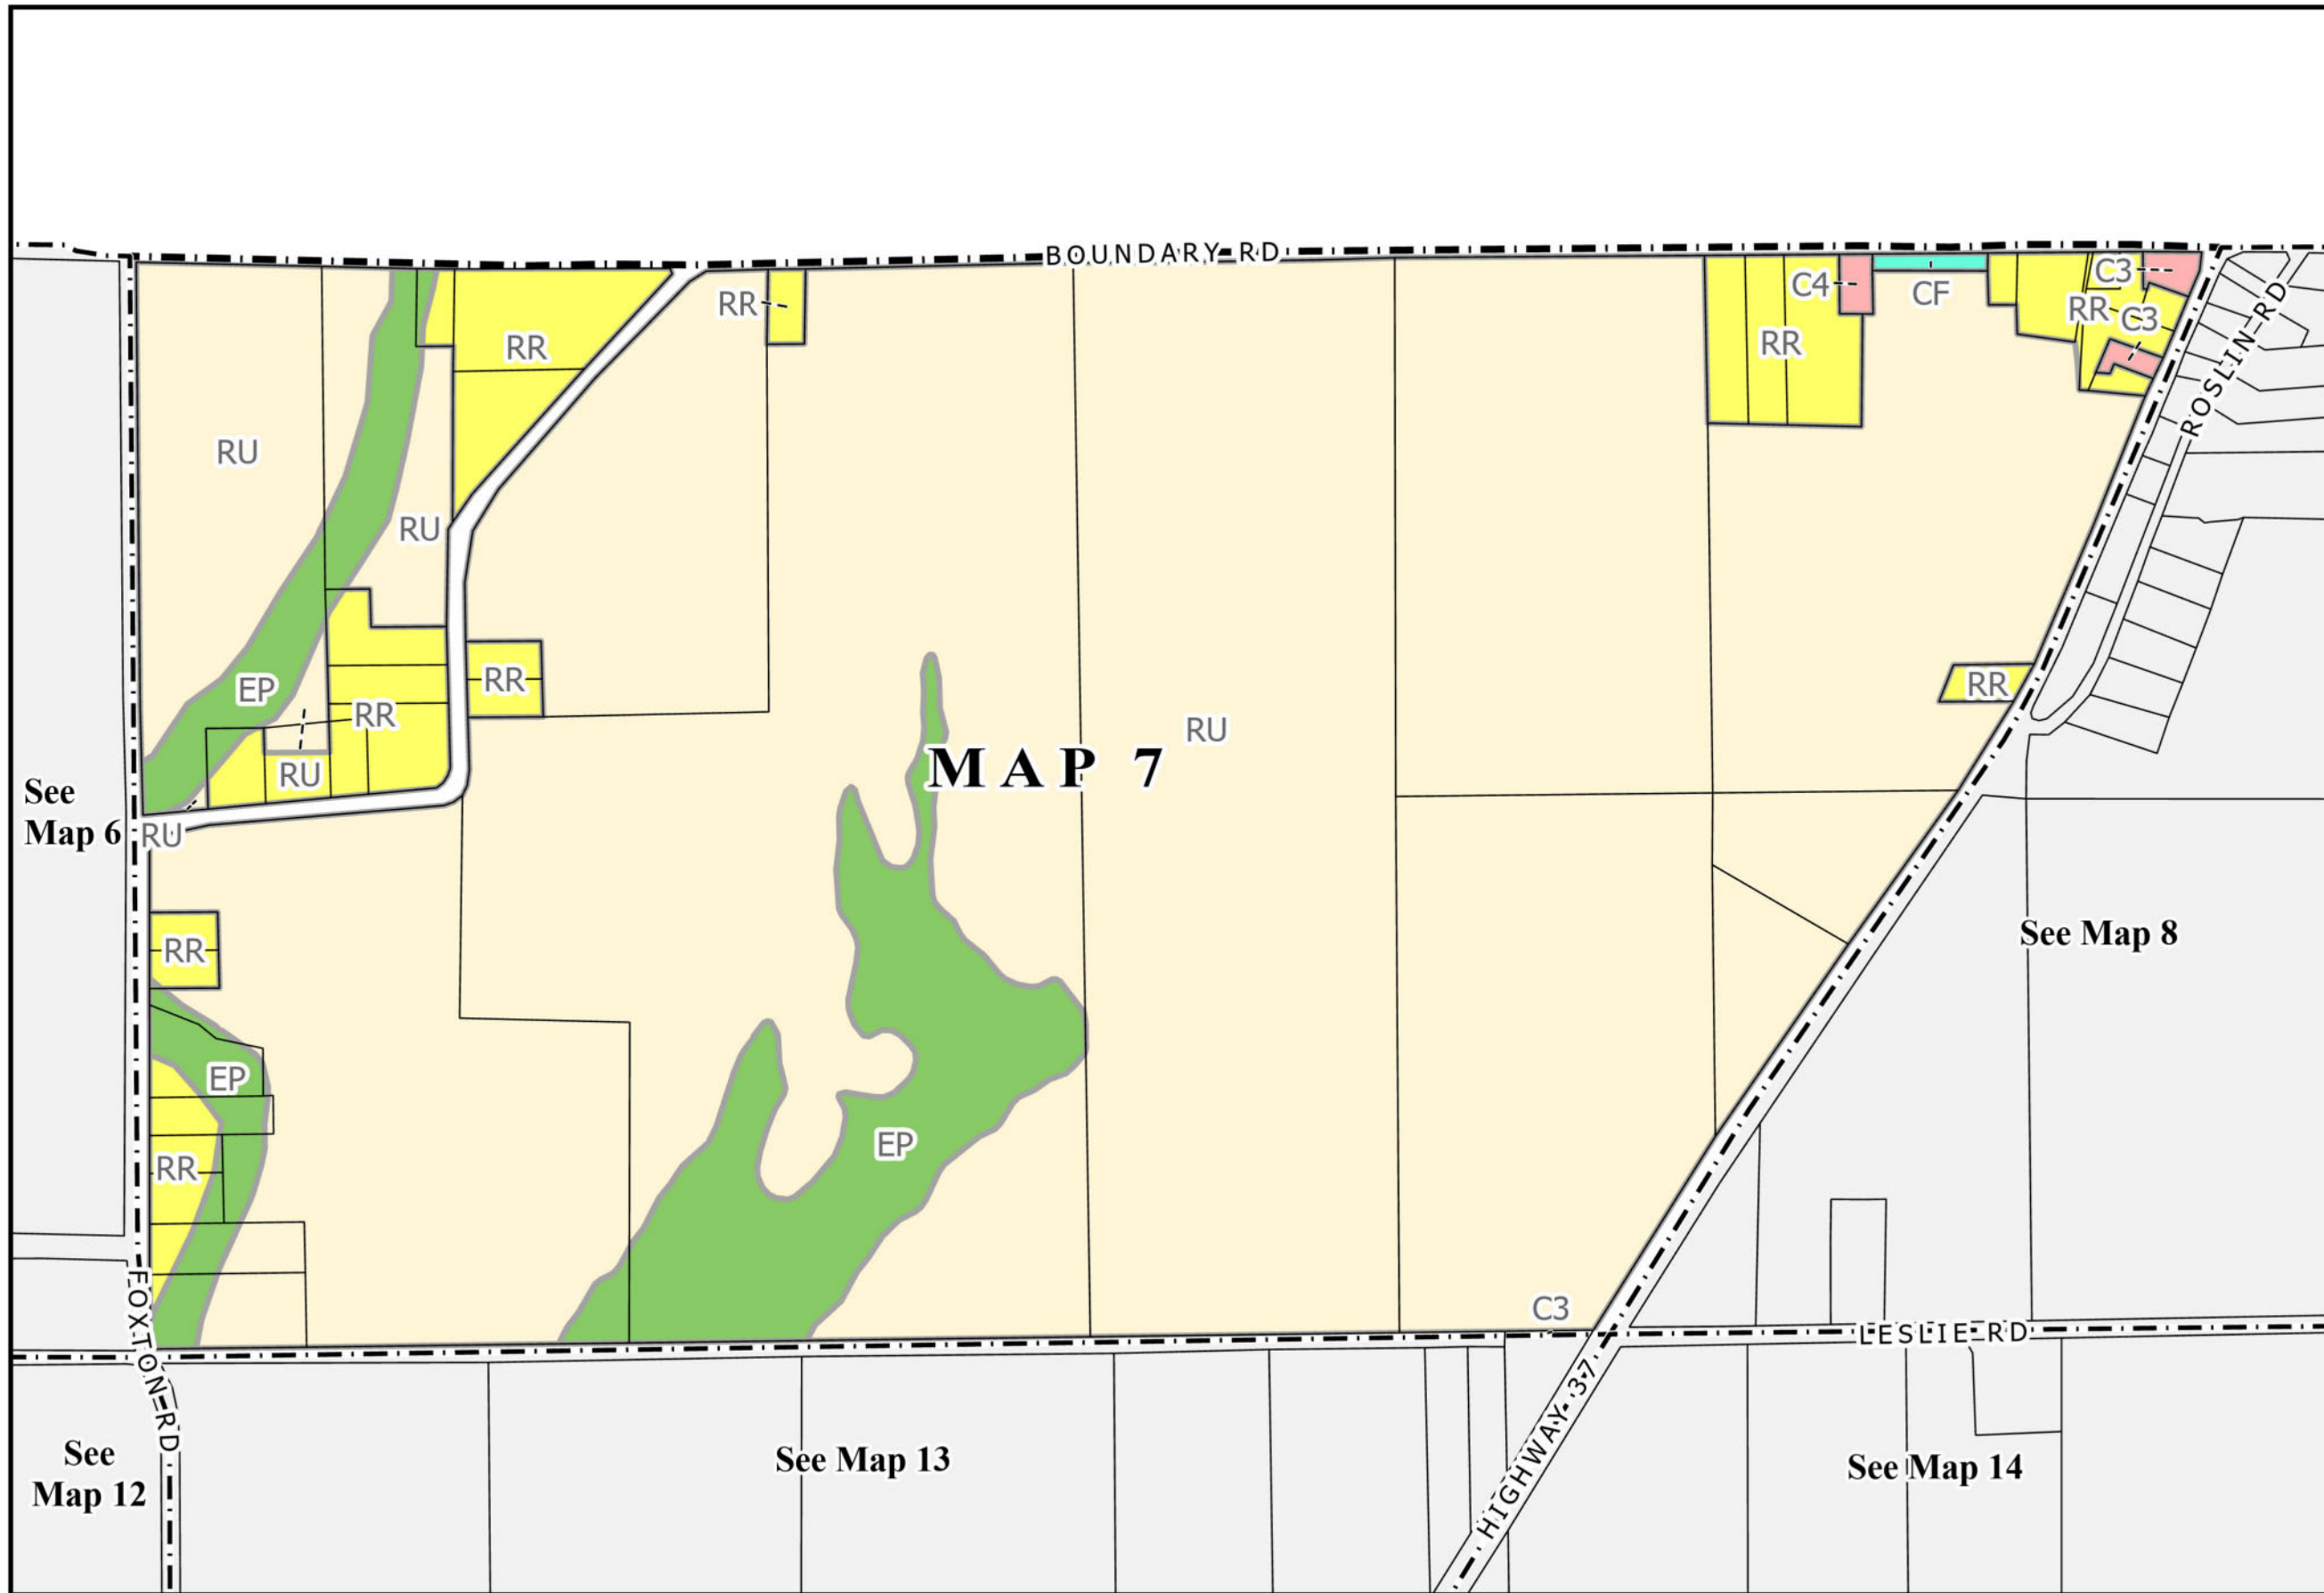 BOUNDARY RD
C3
C4
CF
RR
RR
C3
RR
RR
ROSLIN RD
RU
RU
RR
RR
EP
RR
RU
MAP 7
RU
See
Map 6
RU
See Map 8
RR
EP
EP
RR
C3
FOXTON RD
LESLIE RD
HIGHWAY 37
See
Map 12
See Map 13
See Map 14